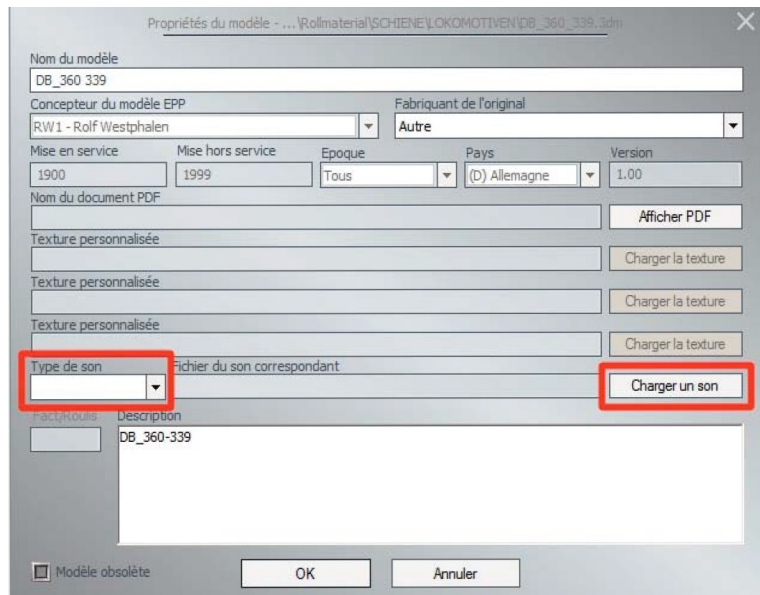 Propriétés du modèle - ...\Rollmaterial\SCHIENE\LOKOMOTIVEN\DB_360_339.3dm
Nom du modèle
DB_360 339
Concepteur du modèle EPP Fabriquant de l'original
RW1 - Rolf Westphalen Autre
Mise en service Mise hors service Epoque Pays Version
1900 1999 Tous (D) Allemagne 1.00
Nom du document PDF
Afficher PDF
Texture personnalisée
Charger la texture
Texture personnalisée
Charger la texture
Texture personnalisée
Charger la texture
Type de son Fichier du son correspondant
Charger un son
Fact/Roulis Description
DB_360-339
Modèle obsolète OK Annuler